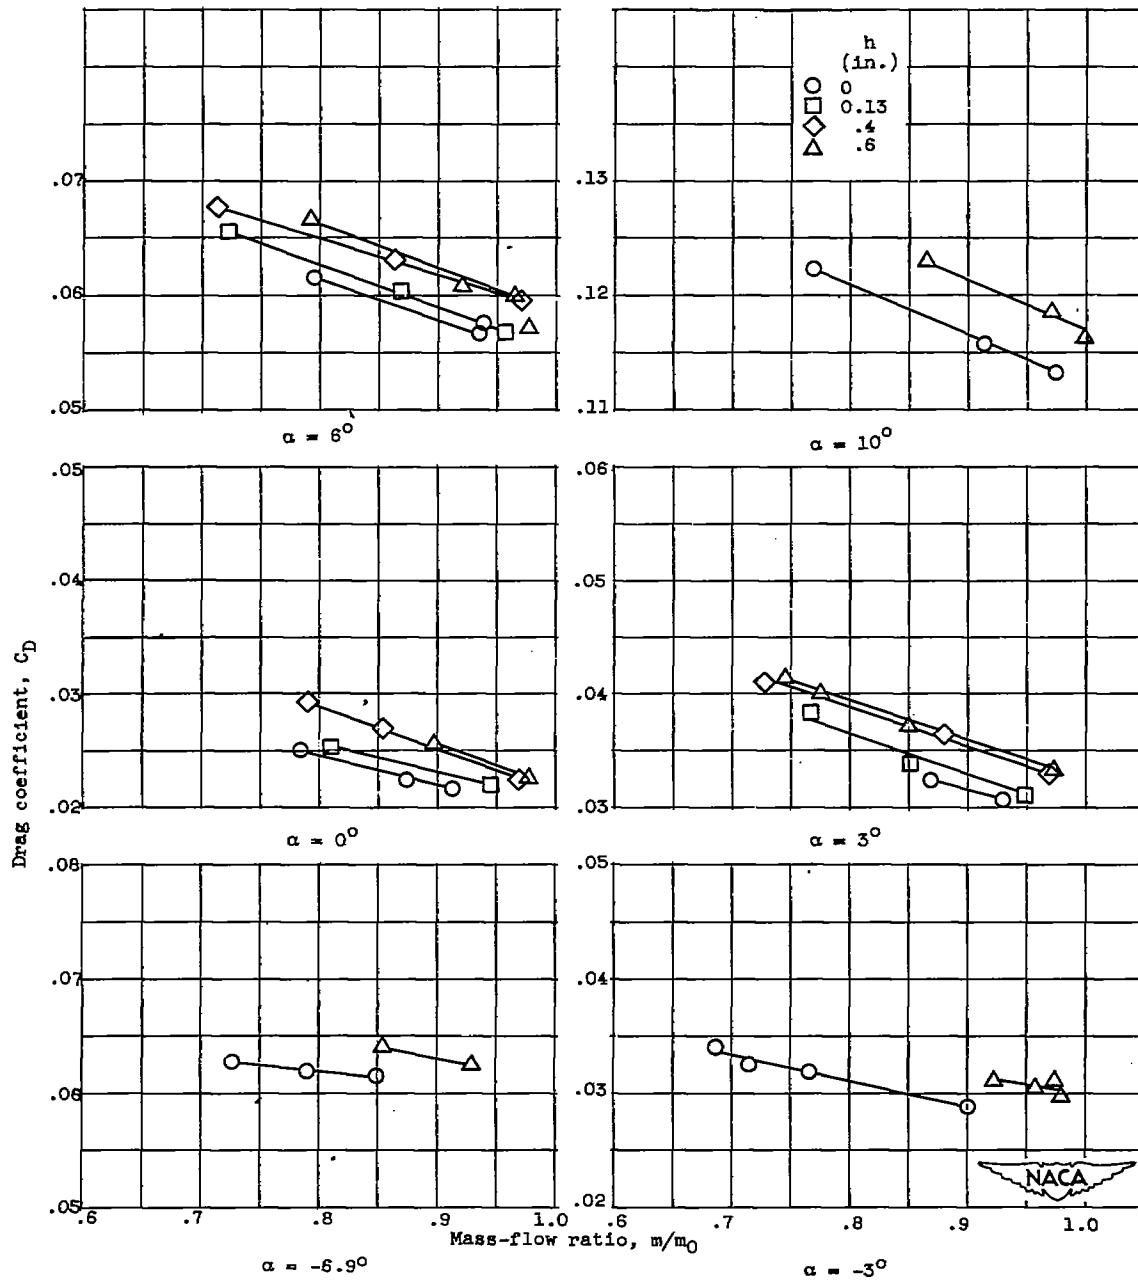 h
(in.)
0
0.13
.4
.6
.07
.06
.05
α = 6°
.13
.12
.11
α = 10°
.05
.04
.03
.02
α = 0°
.06
.05
.04
.03
α = 3°
Drag coefficient, C_D
.08
.07
.06
.05
.6 .7 .8 .9 1.0
α = -6.9°
.05
.04
.03
.02
NACA
.6 .7 .8 .9 1.0
Mass-flow ratio, m/m₀
α = -3°